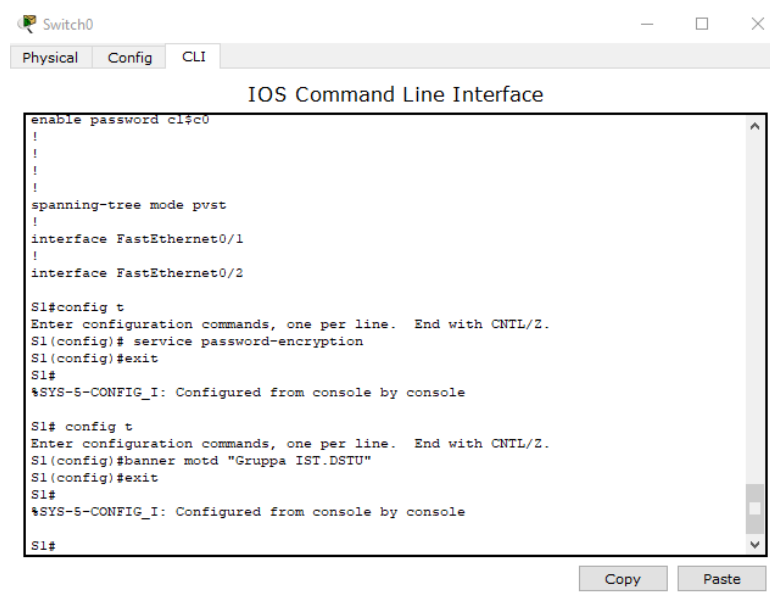 Switch0
Physical Config CLI
IOS Command Line Interface
enable password c1$c0
!
!
!
!
spanning-tree mode pvst
!
interface FastEthernet0/1
!
interface FastEthernet0/2
S1#config t
Enter configuration commands, one per line.  End with CNTL/Z.
S1(config)# service password-encryption
S1(config)#exit
S1#
%SYS-5-CONFIG_I: Configured from console by console
S1# config t
Enter configuration commands, one per line.  End with CNTL/Z.
S1(config)#banner motd "Gruppa IST.DSTU"
S1(config)#exit
S1#
%SYS-5-CONFIG_I: Configured from console by console
S1#
Copy Paste